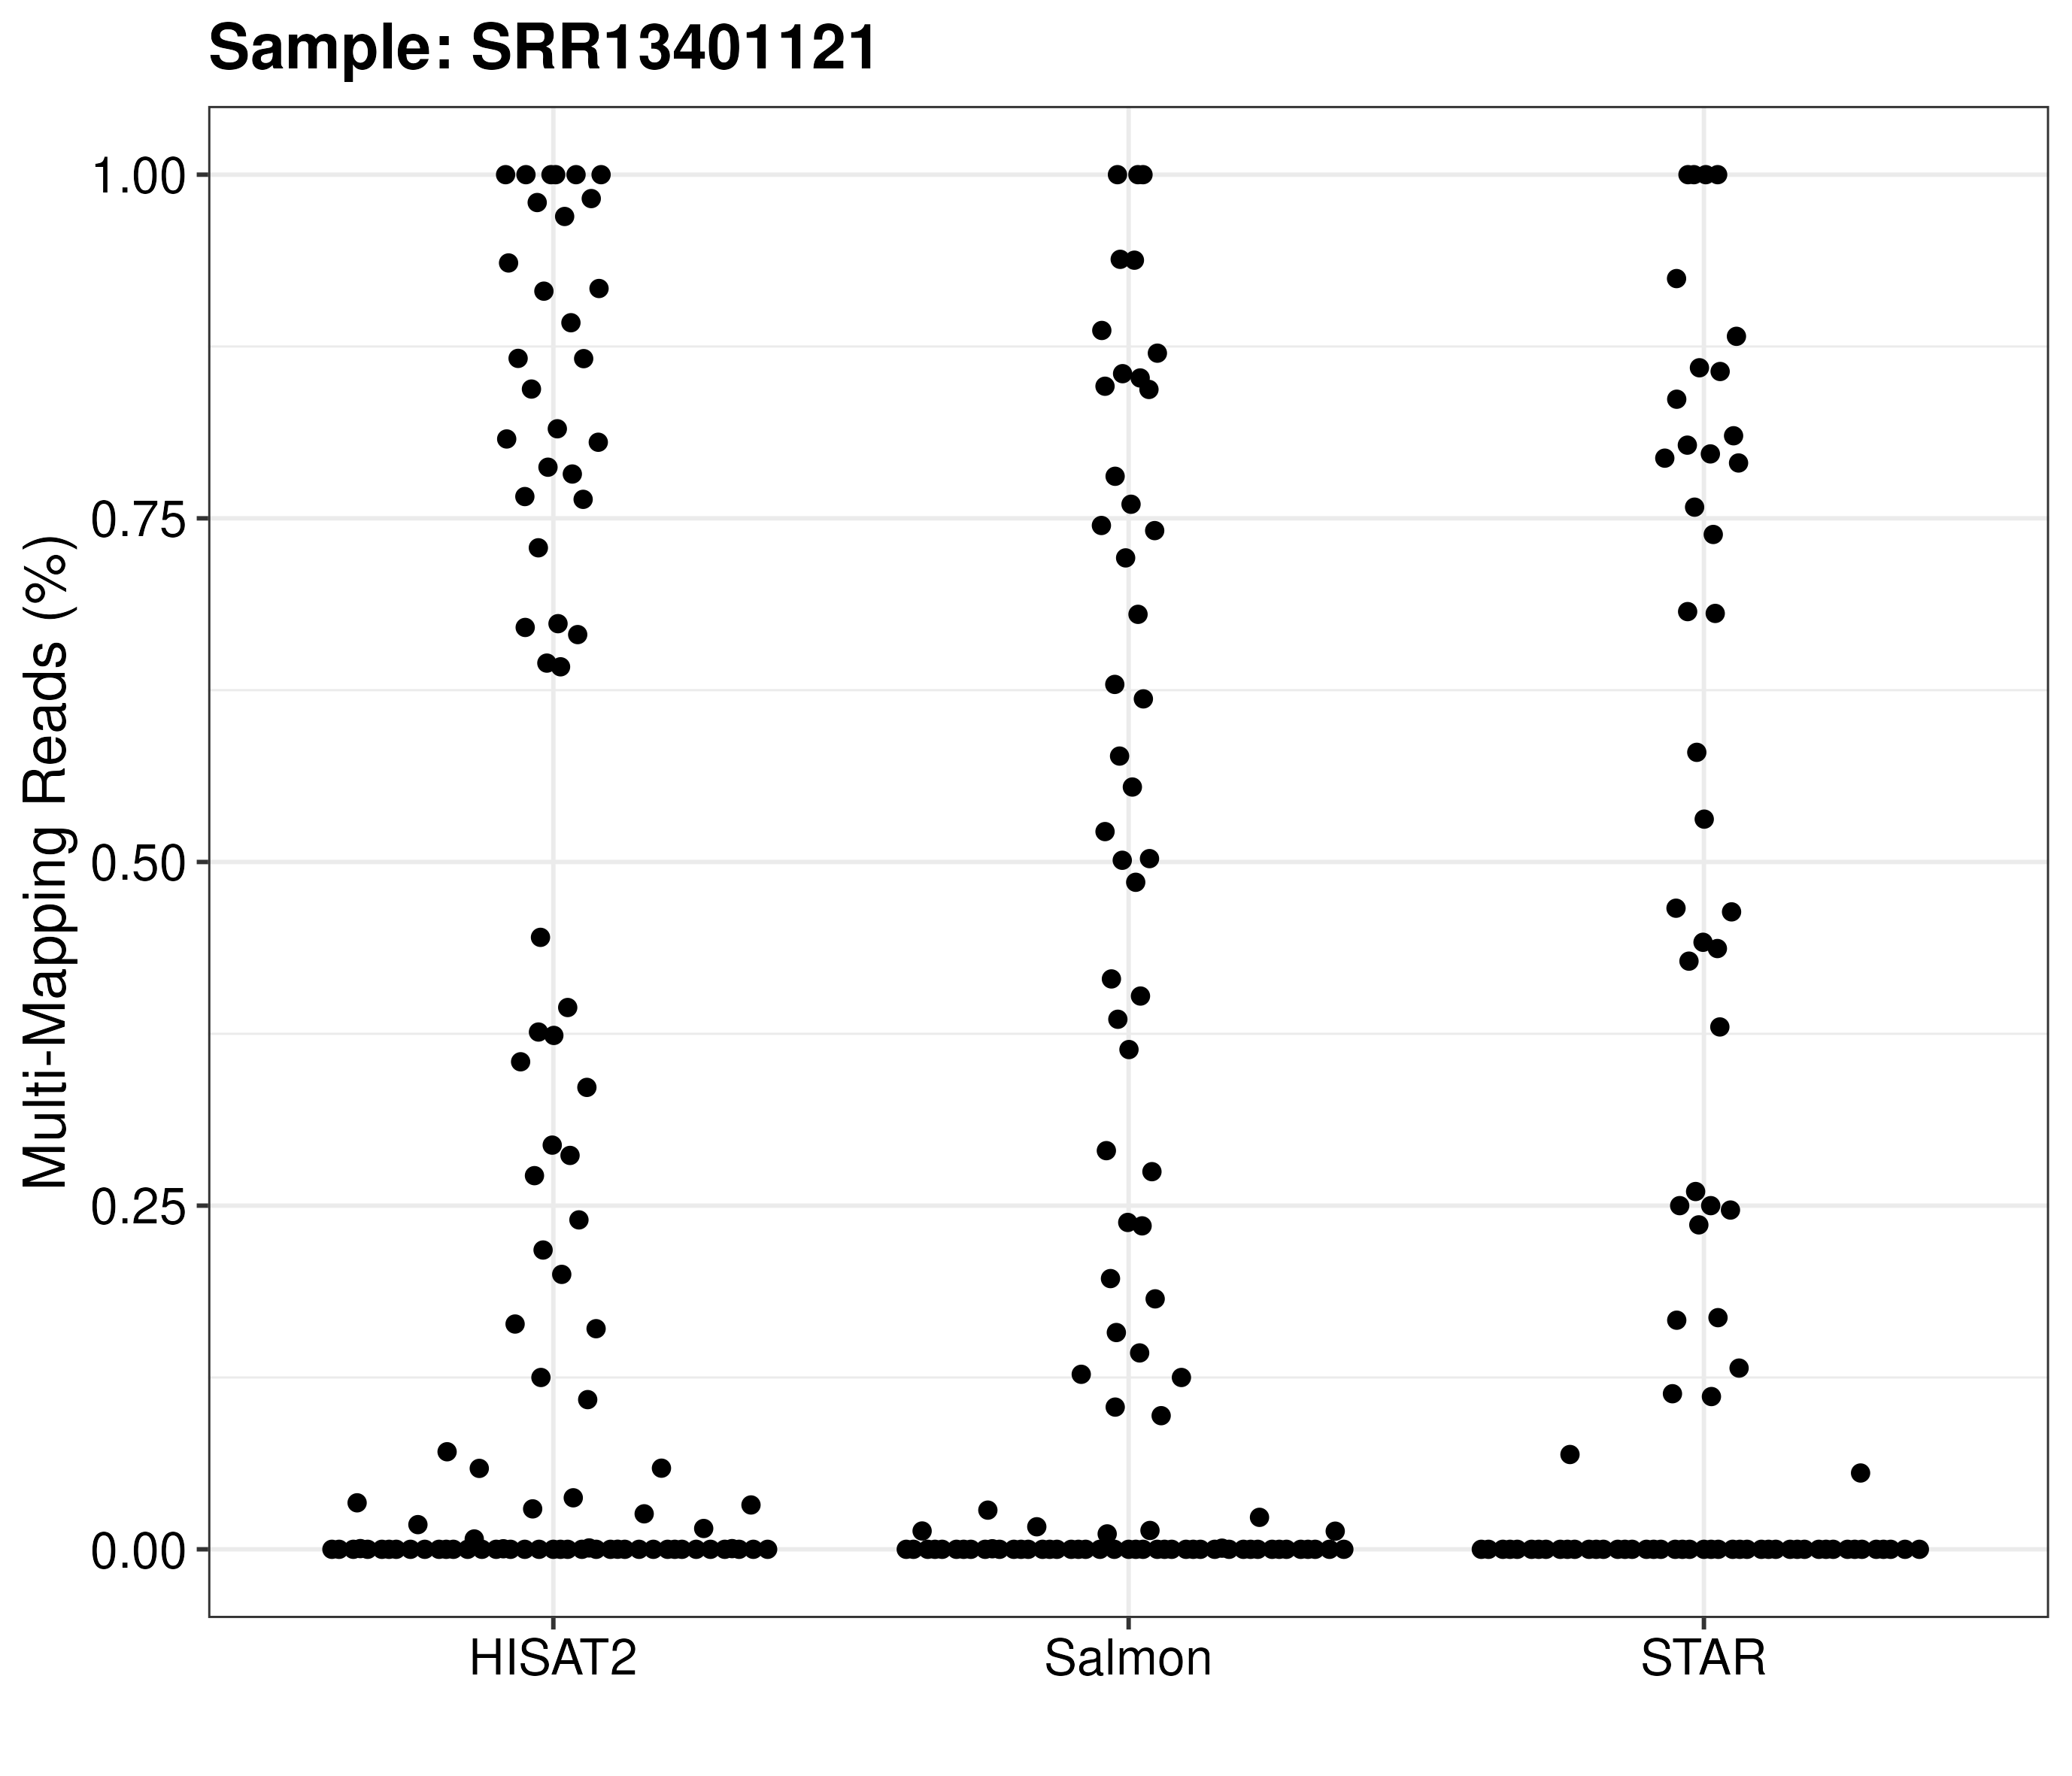 Sample: SRR13401121
Multi-Mapping Reads (%)
1.00
0.75
0.50
0.25
0.00
HISAT2
Salmon
STAR